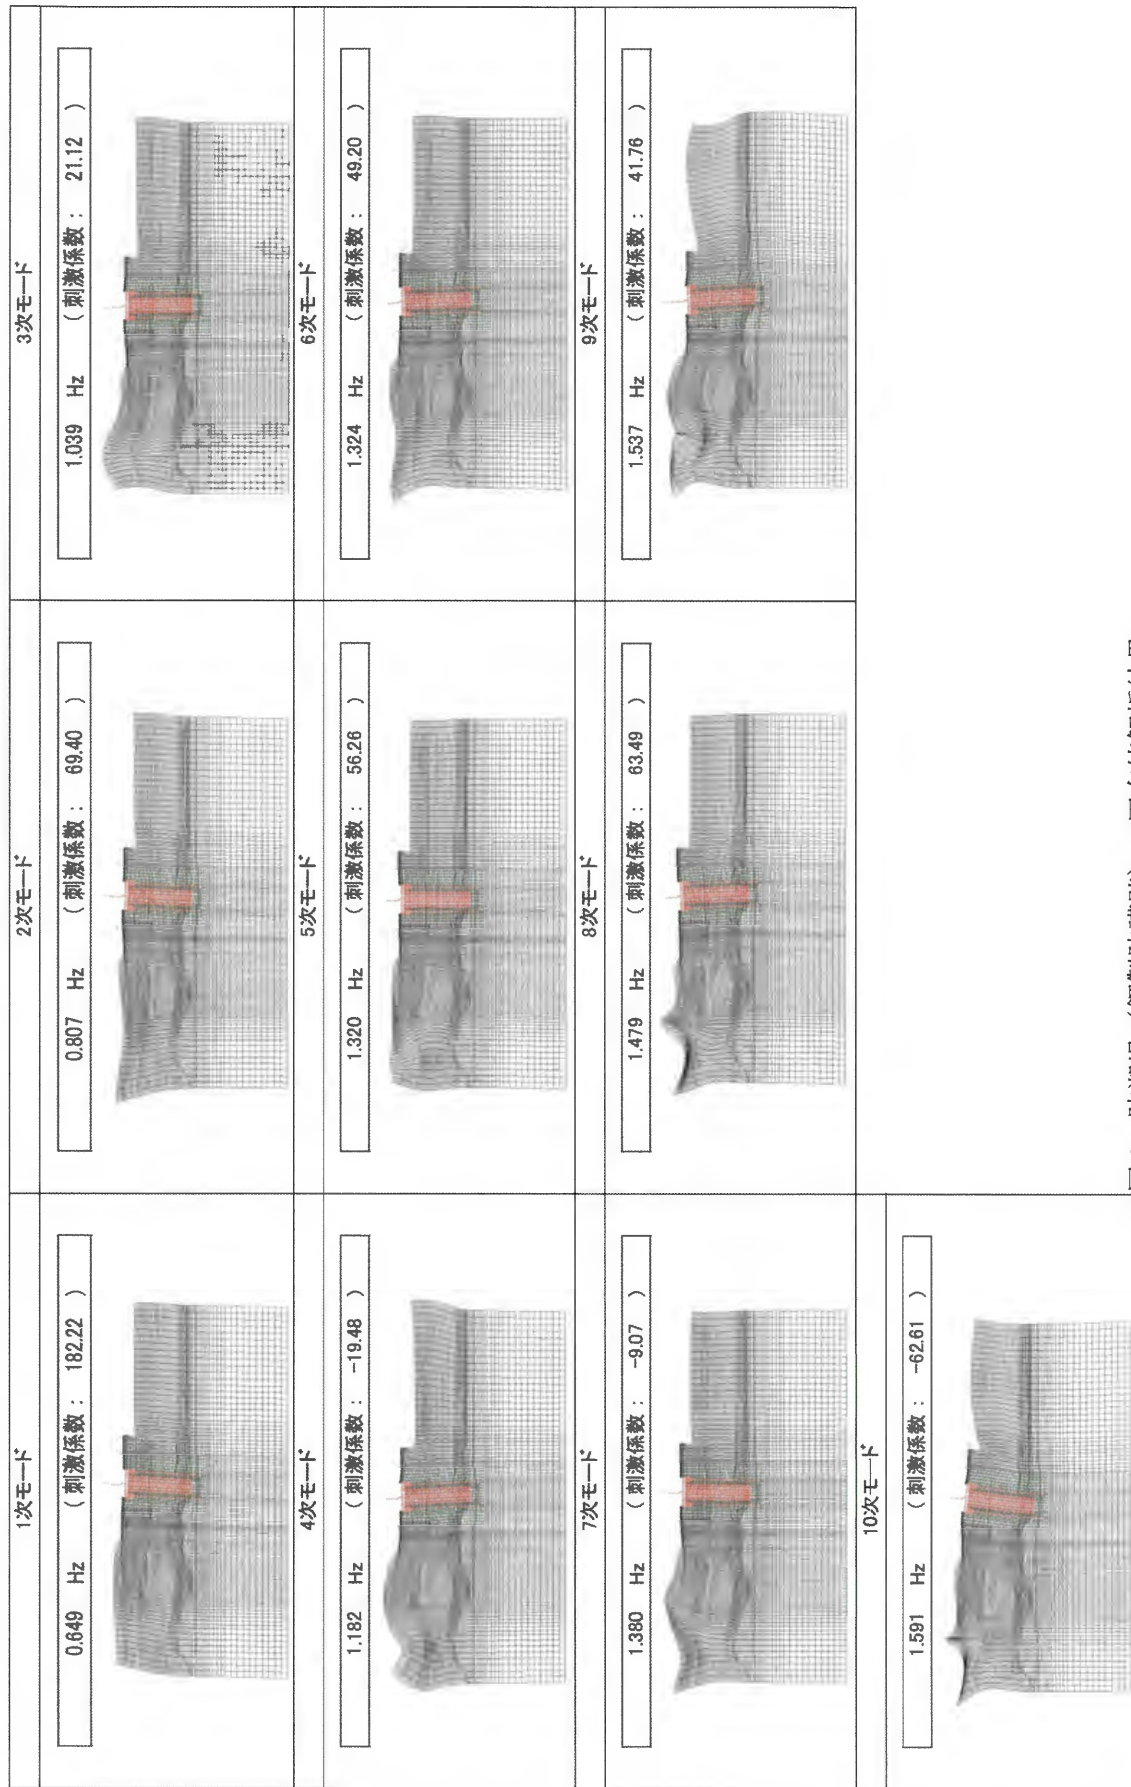 1次モード
0.649 Hz （ 刺激係数： 182.22 ）
2次モード
0.807 Hz （ 刺激係数： 69.40 ）
3次モード
1.039 Hz （ 刺激係数： 21.12 ）
4次モード
1.182 Hz （ 刺激係数： -19.48 ）
5次モード
1.320 Hz （ 刺激係数： 56.26 ）
6次モード
1.324 Hz （ 刺激係数： 49.20 ）
7次モード
1.380 Hz （ 刺激係数： -9.07 ）
8次モード
1.479 Hz （ 刺激係数： 63.49 ）
9次モード
1.537 Hz （ 刺激係数： 41.76 ）
10次モード
1.591 Hz （ 刺激係数： -62.61 ）